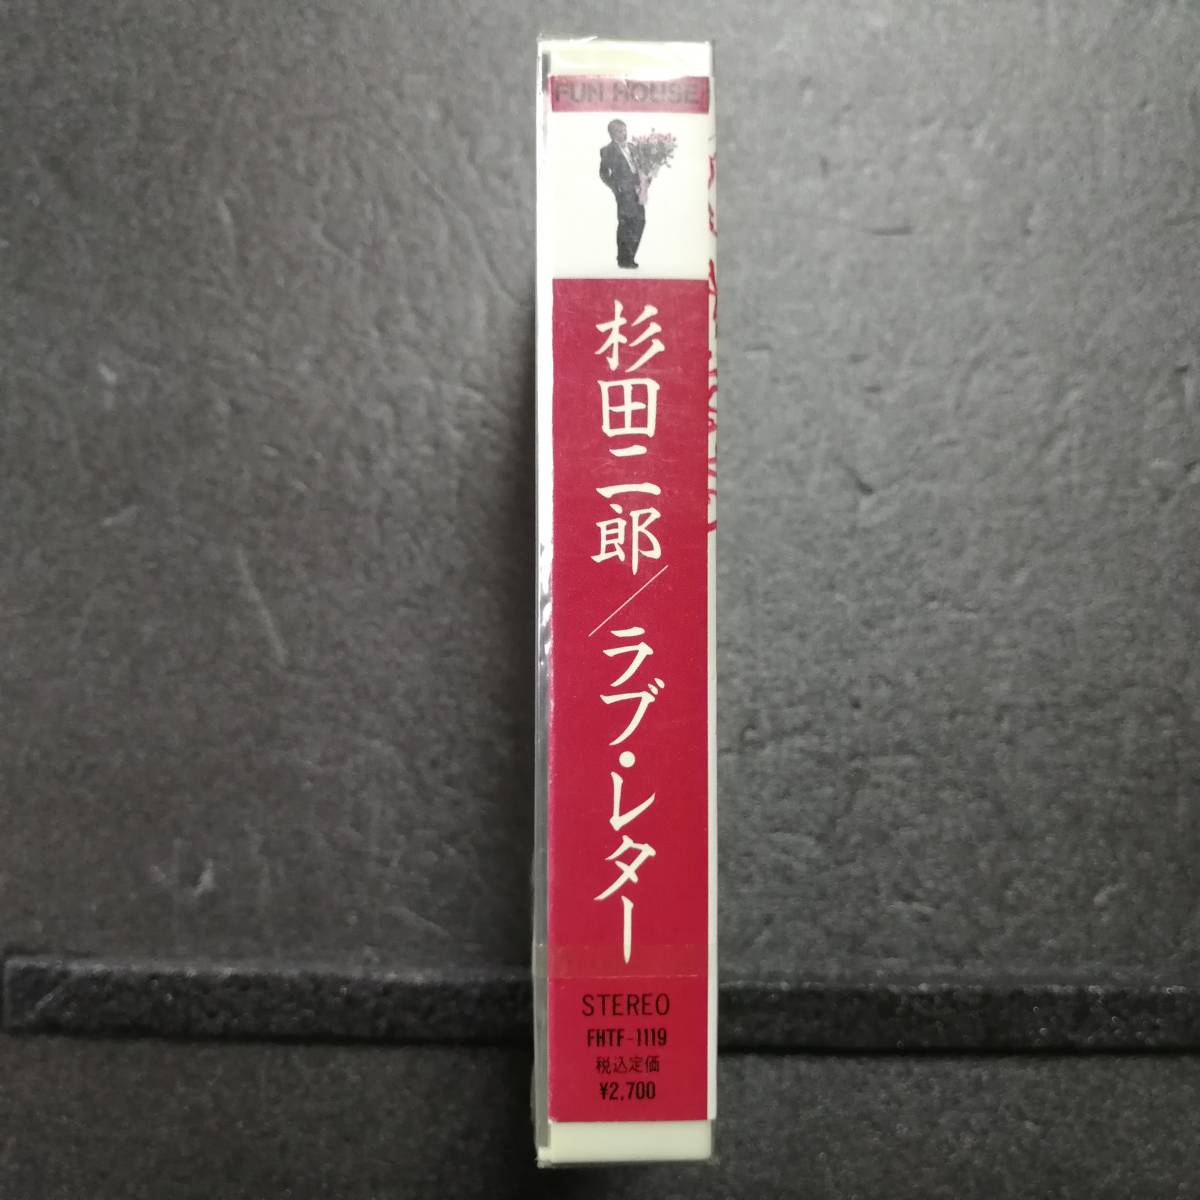 FUN HOUSE
杉田二郎／ラブ・レター
STEREO
FHTF-1119
税込定価
¥2,700